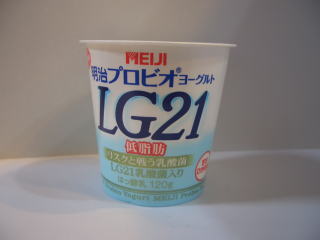 MEIJI
明治プロビオヨーグルト
LG21
低脂肪
リスクと戦う乳酸菌
LG21乳酸菌入り
はっ酵乳 120g
Yogurt MEIJI